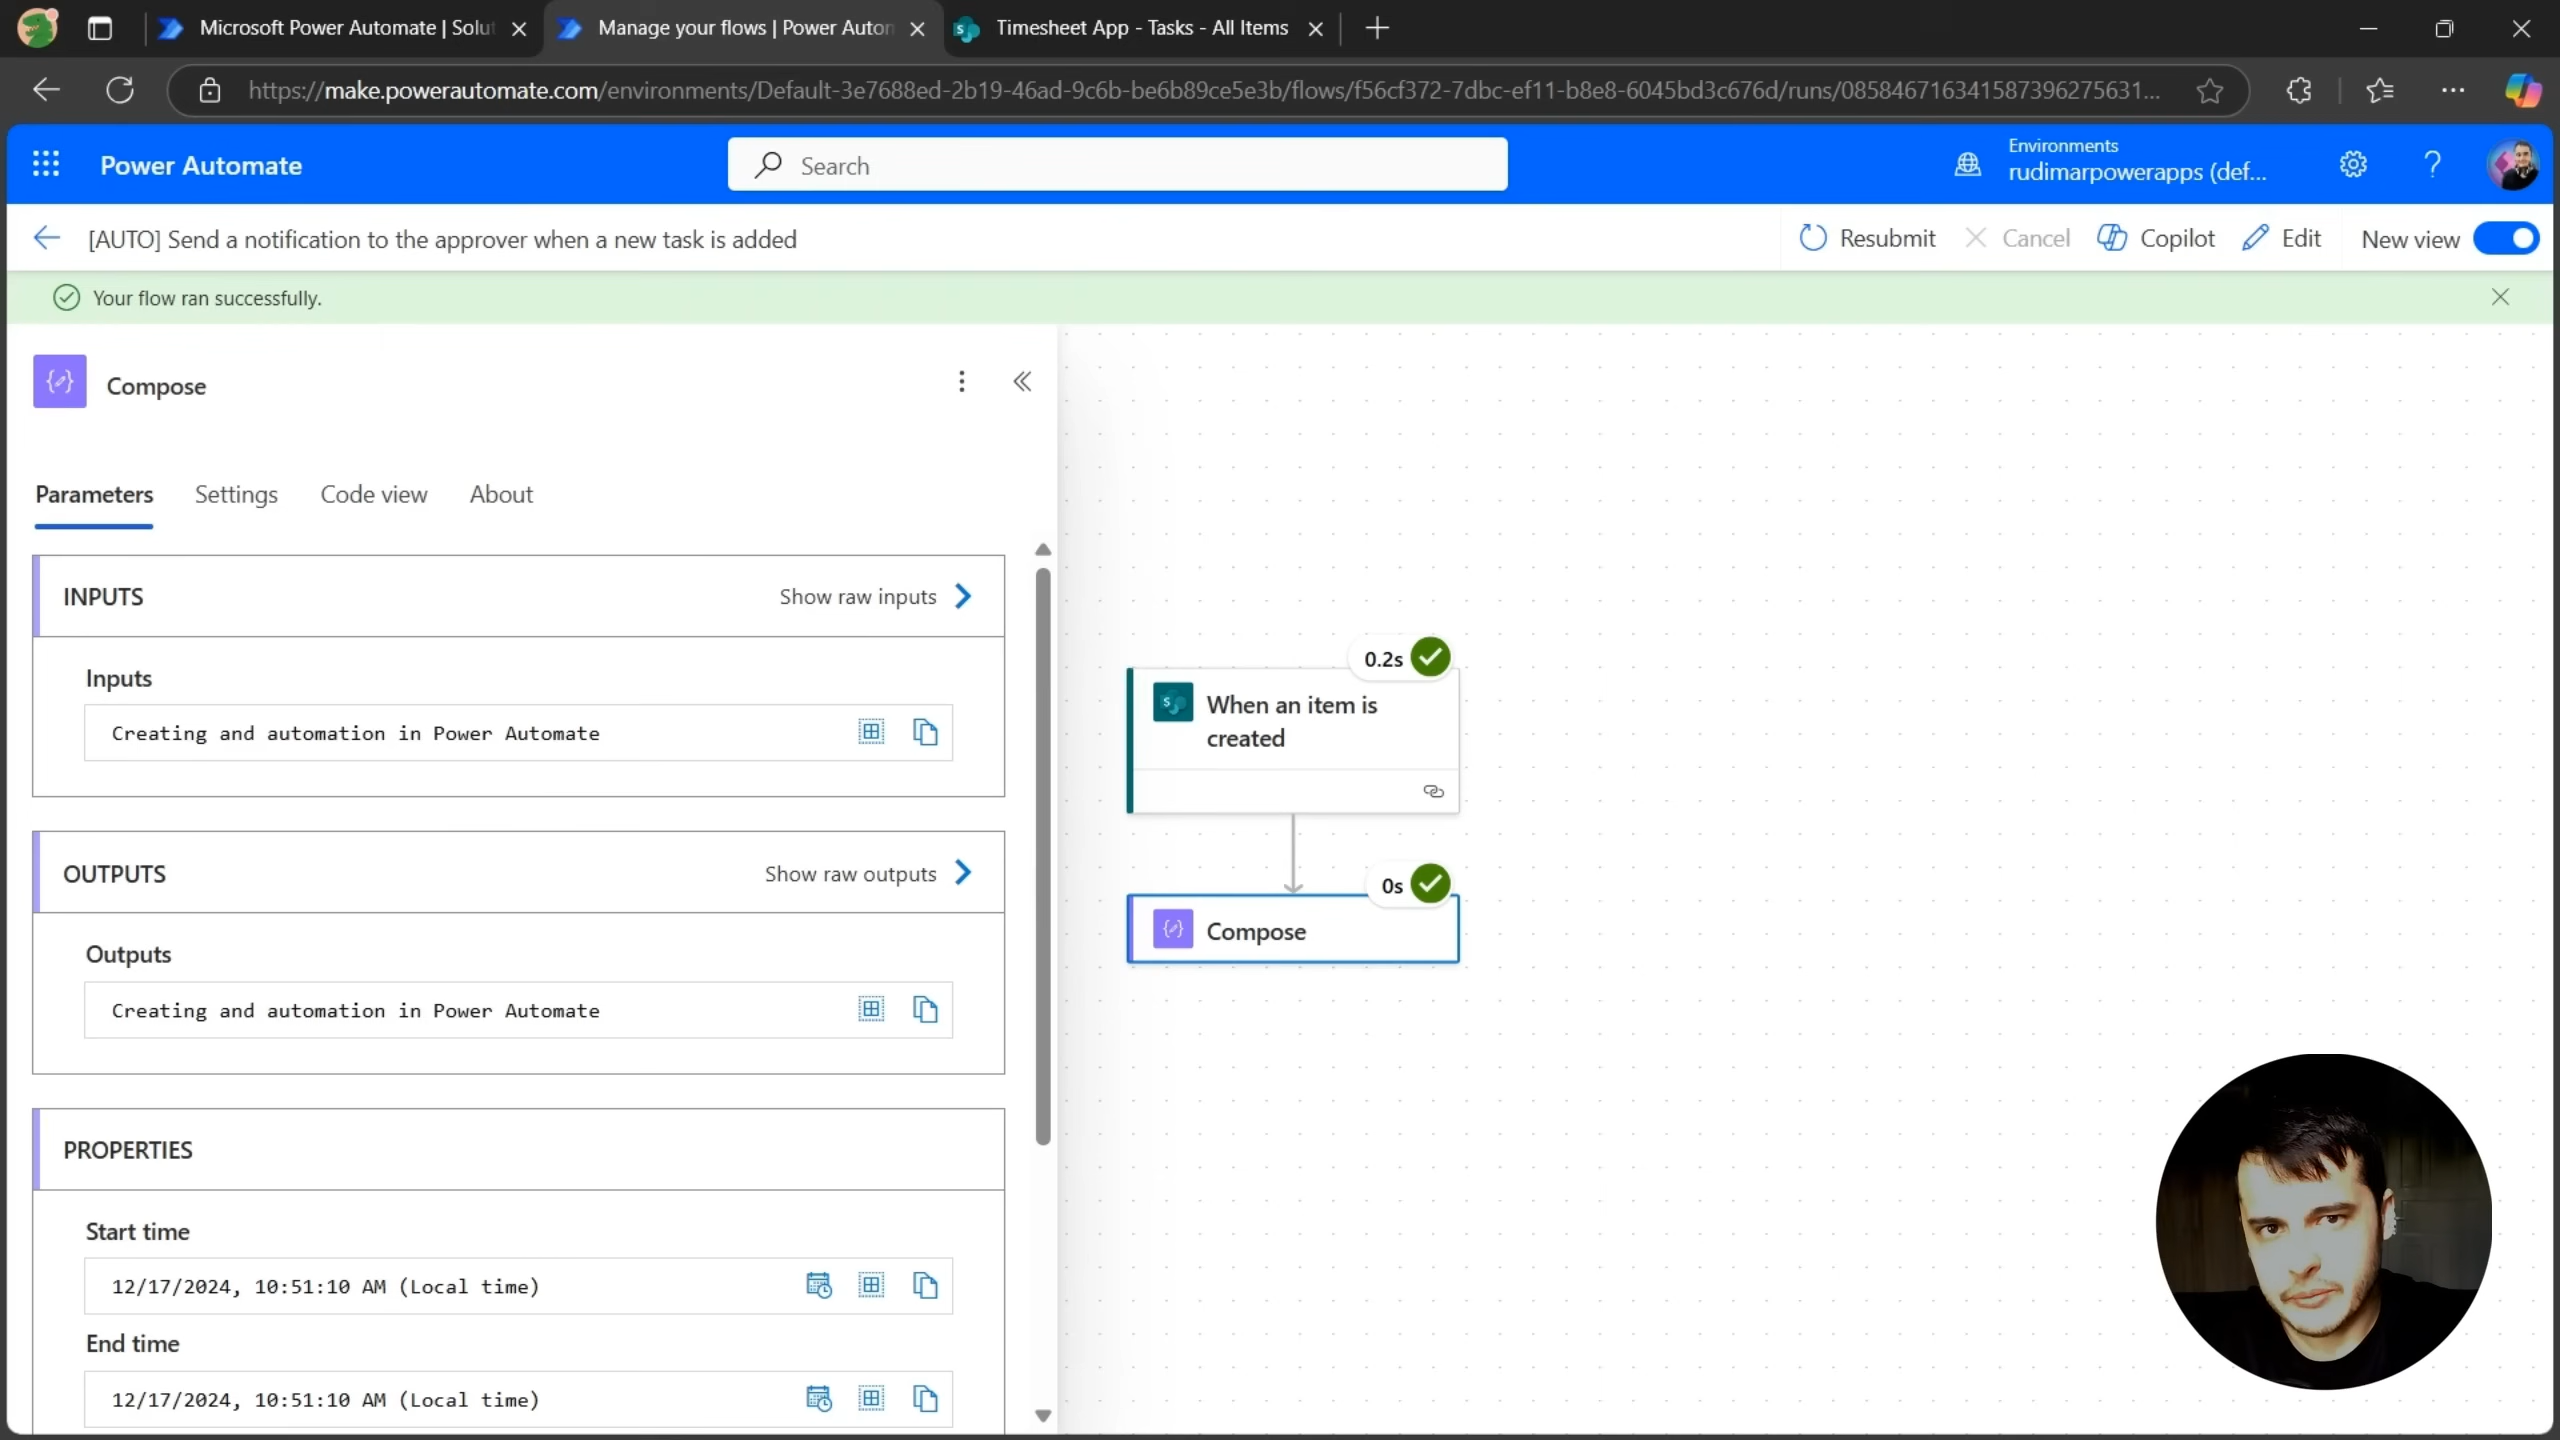 Microsoft Power Automate | Solut
Manage your flows | Power Auton
Timesheet App - Tasks - All Items
https://make.powerautomate.com/environments/Default-3e7688ed-2b19-46ad-9c6b-be6b89ce5e3b/flows/f56cf372-7dbc-ef11-b8e8-6045bd3c676d/runs/085846716341587396275631...
Power Automate
Search
Environments
rudimarpowerapps (def...
[AUTO] Send a notification to the approver when a new task is added
Resubmit
Cancel
Copilot
Edit
New view
Your flow ran successfully.
Compose
Parameters
Settings
Code view
About
INPUTS
Show raw inputs
Inputs
Creating and automation in Power Automate
OUTPUTS
Show raw outputs
Outputs
Creating and automation in Power Automate
PROPERTIES
Start time
12/17/2024, 10:51:10 AM (Local time)
End time
12/17/2024, 10:51:10 AM (Local time)
0.2s
When an item is
created
0s
Compose